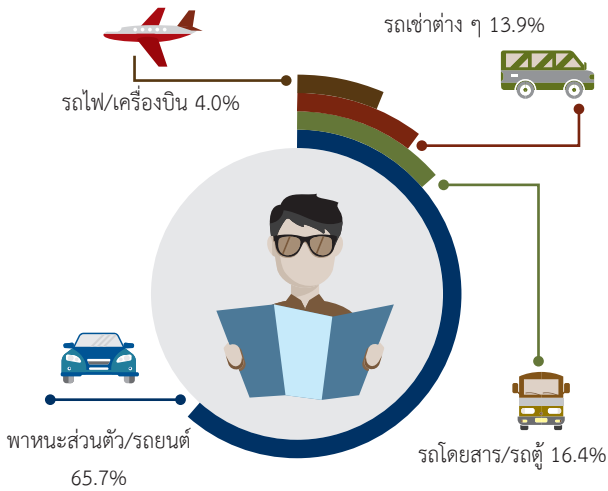 รถเช่าต่าง ๆ 13.9%
รถไฟ/เครื่องบิน 4.0%
พาหนะส่วนตัว/รถยนต์
65.7%
รถโดยสาร/รถตู้ 16.4%